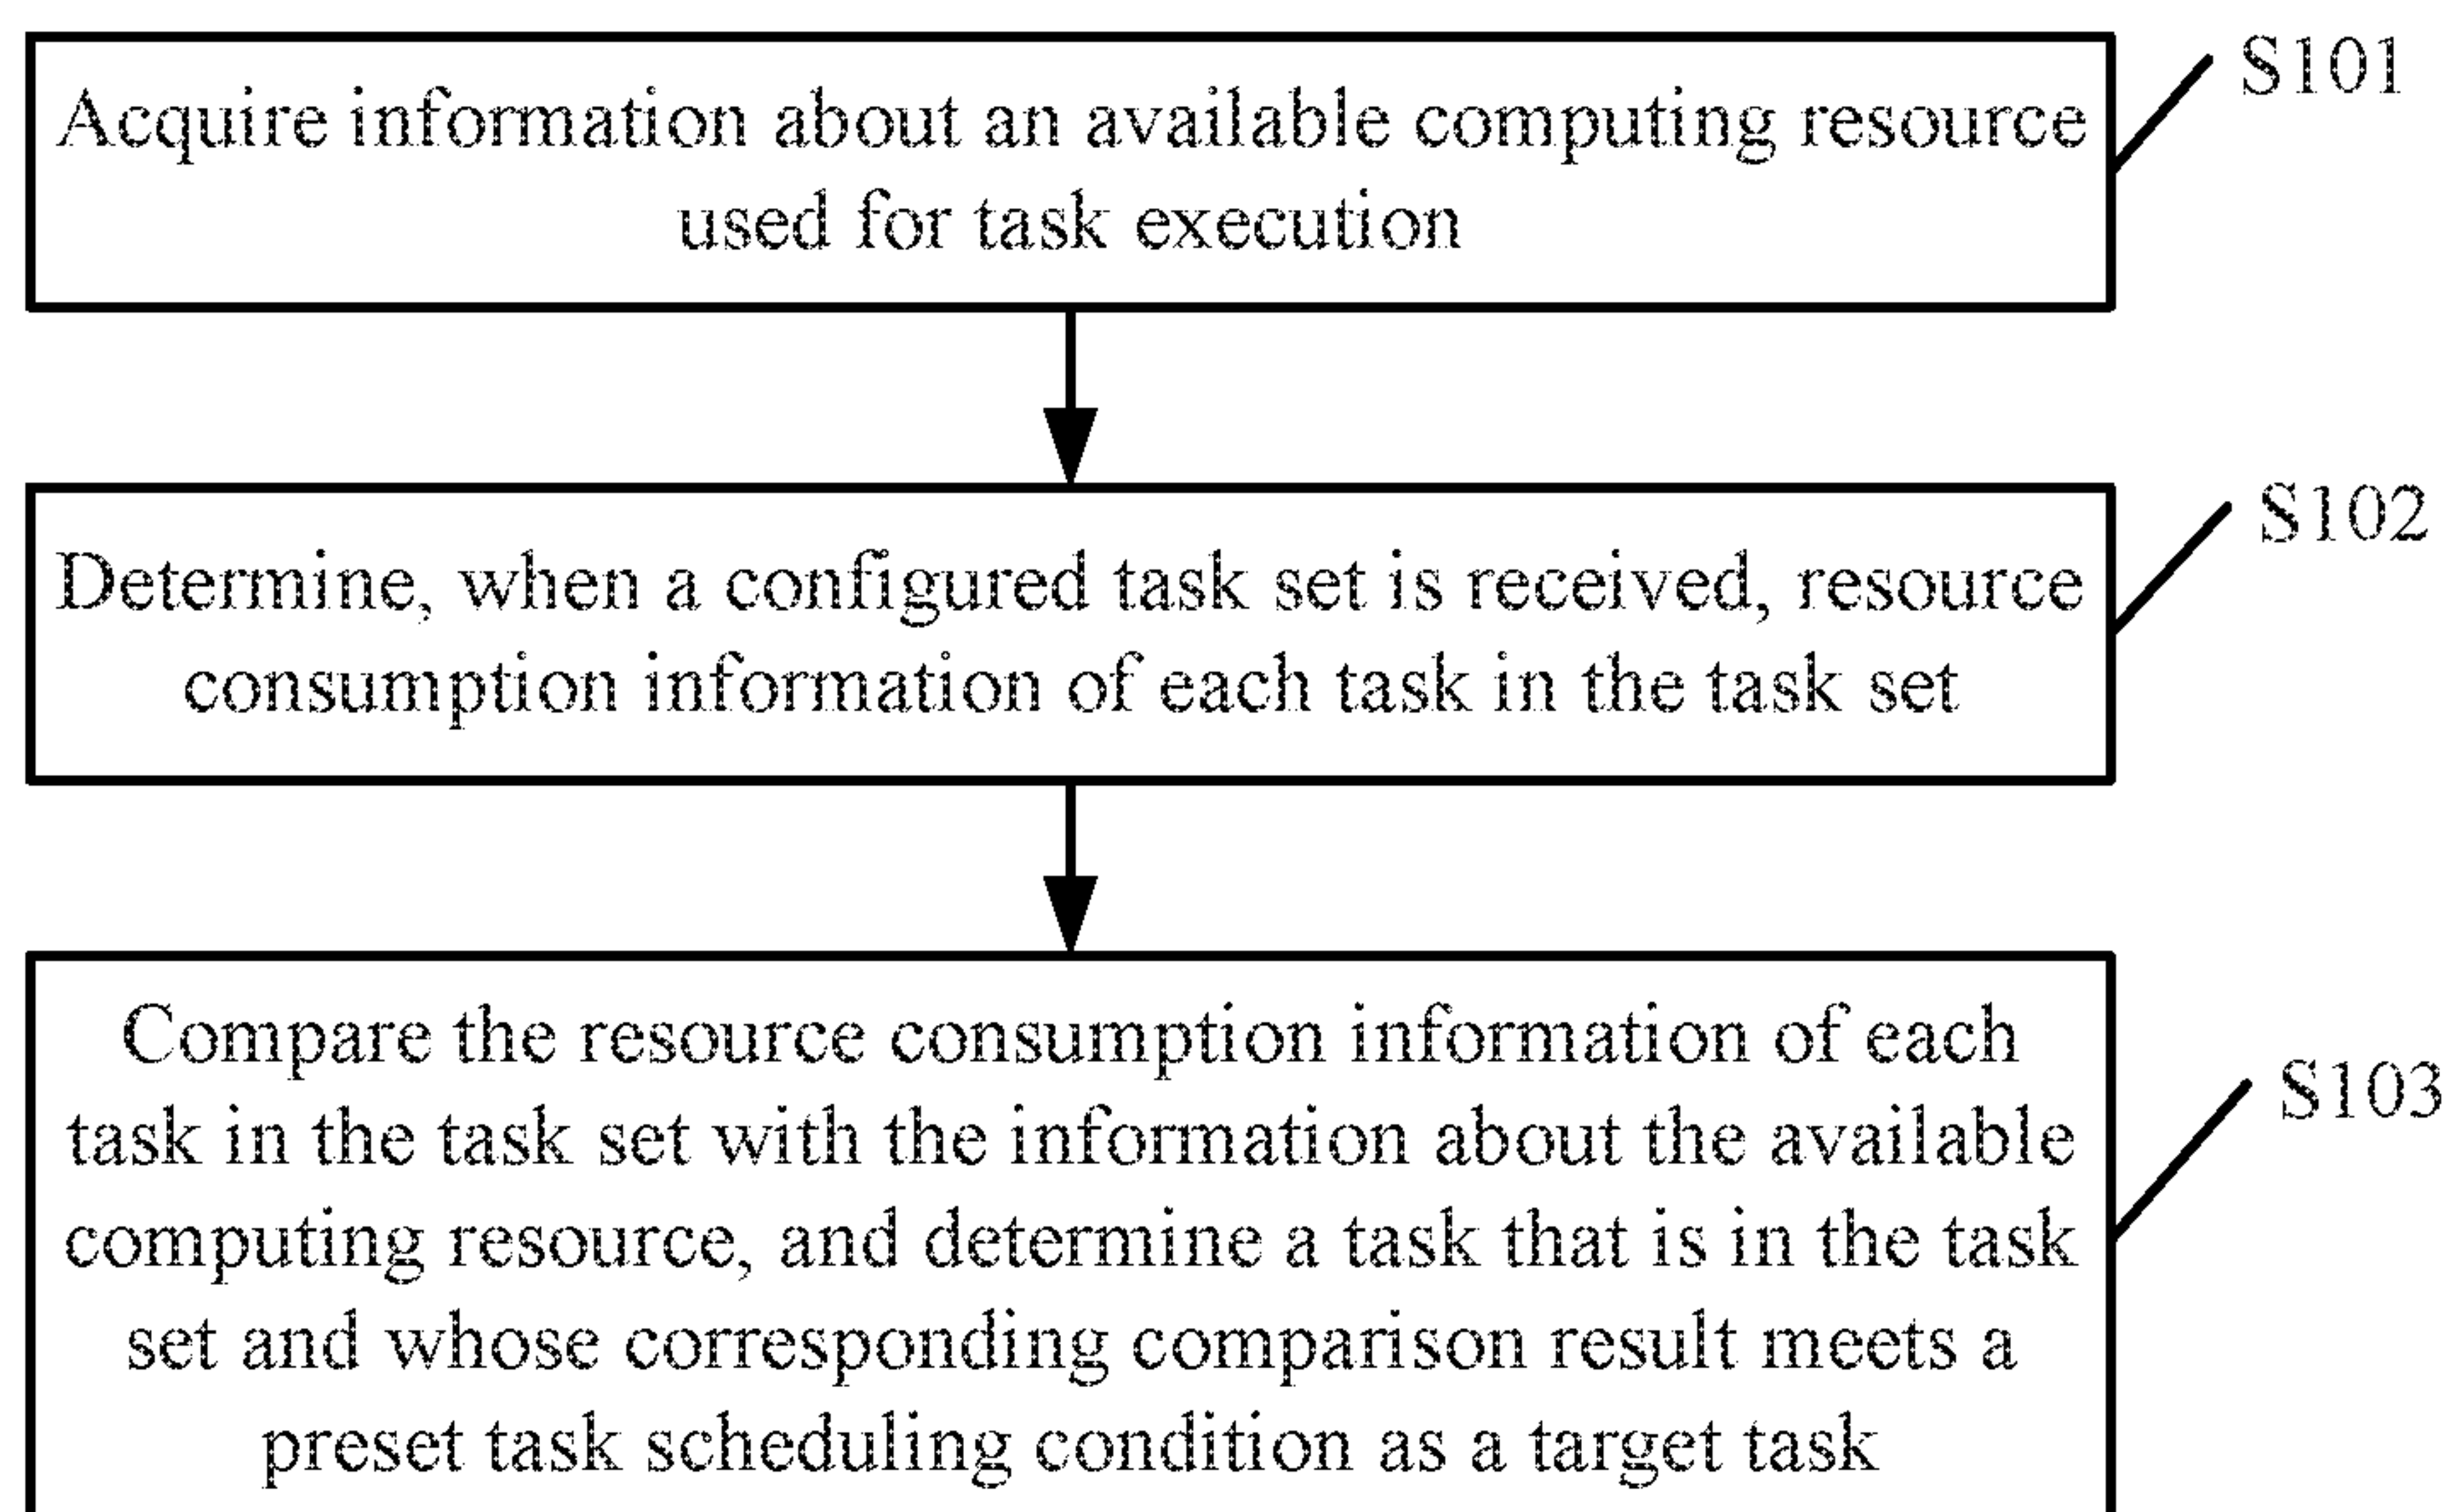 Acquire information about an available computing resource
used for task execution
S101
Determine, when a configured task set is received, resource
consumption information of each task in the task set
S102
Compare the resource consumption information of each
task in the task set with the information about the available
computing resource, and determine a task that is in the task
set and whose corresponding comparison result meets a
preset task scheduling condition as a target task
S103